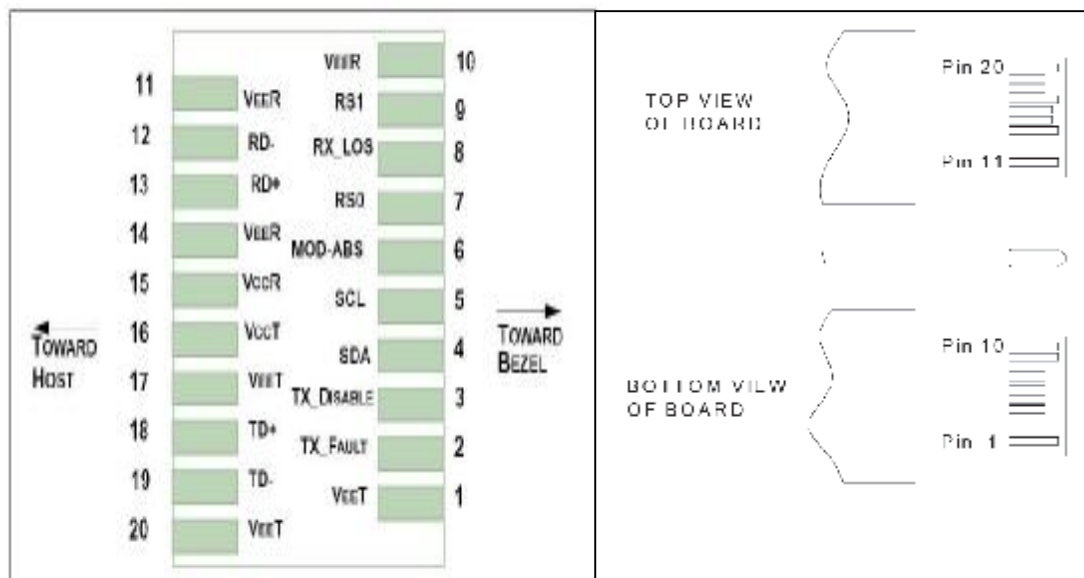 11
VEER
12
RD-
13
RD+
14
VEER
15
VCCR
16
VCCT
17
VEET
18
TD+
19
TD-
20
VEET
TOWARD
HOST
VEER 10
RS1 9
RX_LOS 8
RS0 7
MOD-ABS 6
SCL 5
SDA 4
TX_DISABLE 3
TX_FAULT 2
VEET 1
TOWARD
BEZEL
TOP VIEW
OF BOARD
Pin 20
Pin 11
BOTTOM VIEW
OF BOARD
Pin 10
Pin 1